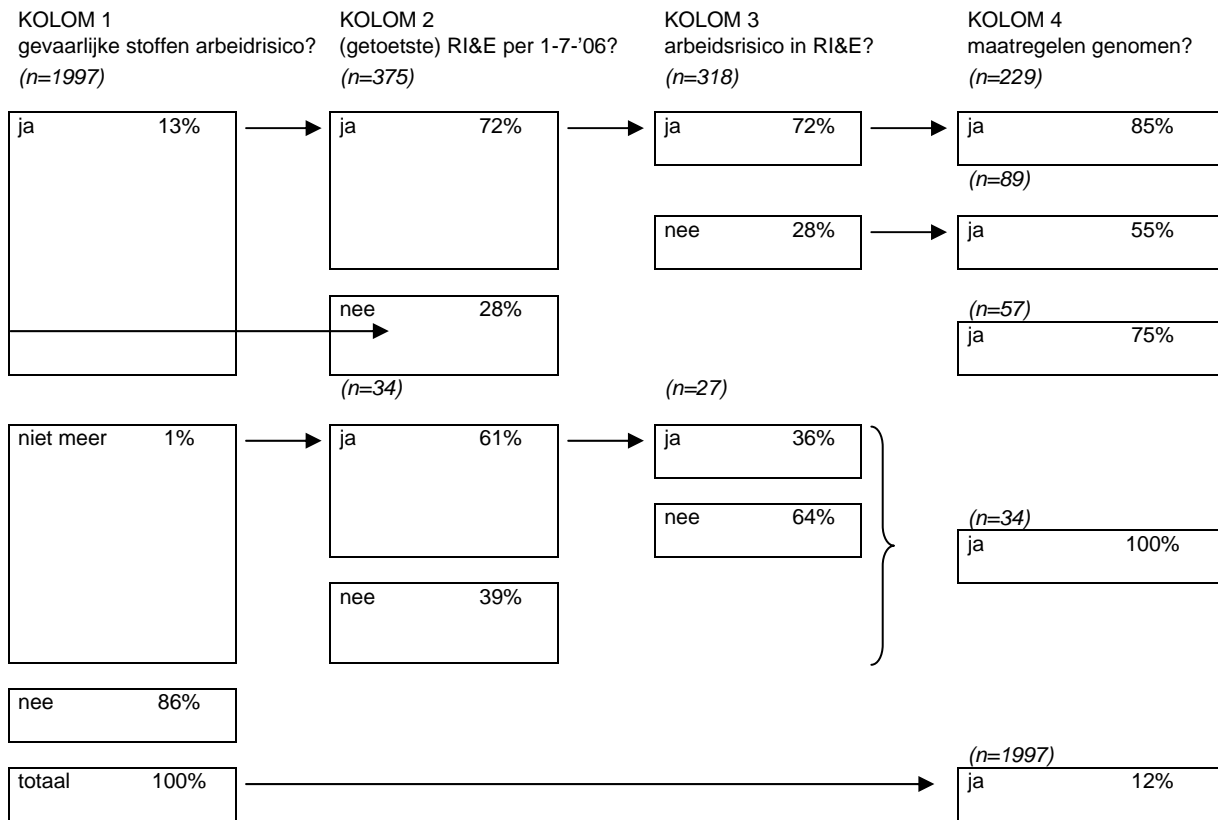 KOLOM 1 KOLOM 2 KOLOM 3 KOLOM 4
gevaarlijke stoffen arbeidrisico? (getoetste) RI&E per 1-7-'06? arbeidsrisico in RI&E? maatregelen genomen?
(n=1997) (n=375) (n=318) (n=229)
ja 13% ja 72% ja 72% ja 85%
(n=89)
nee 28% ja 55%
nee 28% (n=57)
ja 75%
(n=34) (n=27)
niet meer 1% ja 61% ja 36%
nee 64% (n=34)
ja 100%
nee 39%
nee 86%
(n=1997)
totaal 100% ja 12%